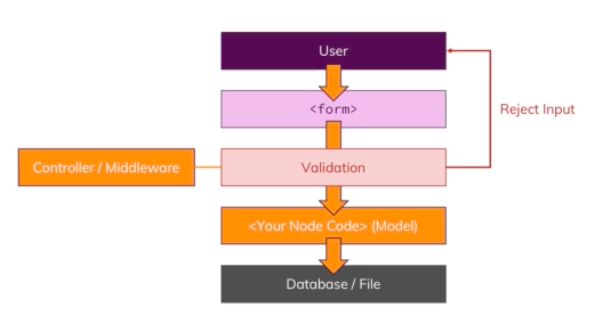 User
<form>
Reject Input
Controller / Middleware
Validation
<Your Node Code> (Model)
Database / File